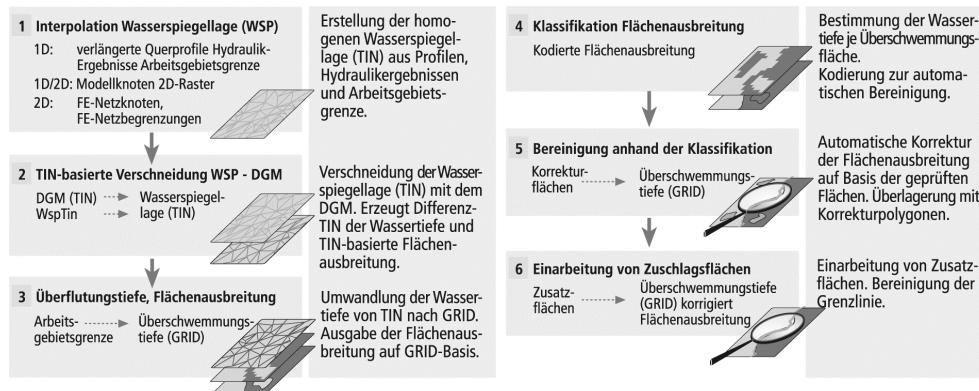 1 Interpolation Wasserspiegellage (WSP)
1D: verlängerte Querprofile Hydraulik-
Ergebnisse Arbeitsgebietsgrenze
1D/2D: Modellknoten 2D-Raster
2D: FE-Netzknoten,
FE-Netzbegrenzungen
Erstellung der homo-
genen Wasserspiegel-
lage (TIN) aus Profilen,
Hydraulikergebnissen
und Arbeitsgebiets-
grenze.
2 TIN-basierte Verschneidung WSP - DGM
DGM (TIN) Wasserspiegel-
WspTin lage (TIN)
Verschneidung der Wasser-
spiegellage (TIN) mit dem
DGM. Erzeugt Differenz-
TIN der Wassertiefe und
TIN-basierte Flächen-
ausbreitung.
3 Überflutungstiefe, Flächenausbreitung
Arbeits- Überschwemmungs-
gebietsgrenze tiefe (GRID)
Umwandlung der Wasser-
tiefe von TIN nach GRID.
Ausgabe der Flächenaus-
breitung auf GRID-Basis.
4 Klassifikation Flächenausbreitung
Kodierte Flächenausbreitung
Bestimmung der Wasser-
tiefe je Überschwemmungs-
fläche.
Kodierung zur automa-
tischen Bereinigung.
5 Bereinigung anhand der Klassifikation
Korrektur- Überschwemmungs-
flächen tiefe (GRID)
Automatische Korrektur
der Flächenausbreitung
auf Basis der geprüften
Flächen. Überlagerung mit
Korrekturpolygonen.
6 Einarbeitung von Zuschlagsflächen
Zusatz- Überschwemmungstiefe
flächen (GRID) korrigiert
Flächenausbreitung
Einarbeitung von Zusatz-
flächen. Bereinigung der
Grenzlinie.